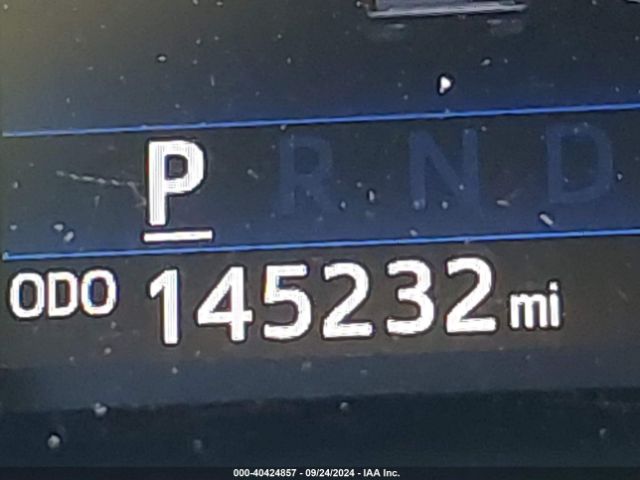 P R N D
ODO 145232 mi
000-40424857 - 09/24/2024 - IAA Inc.